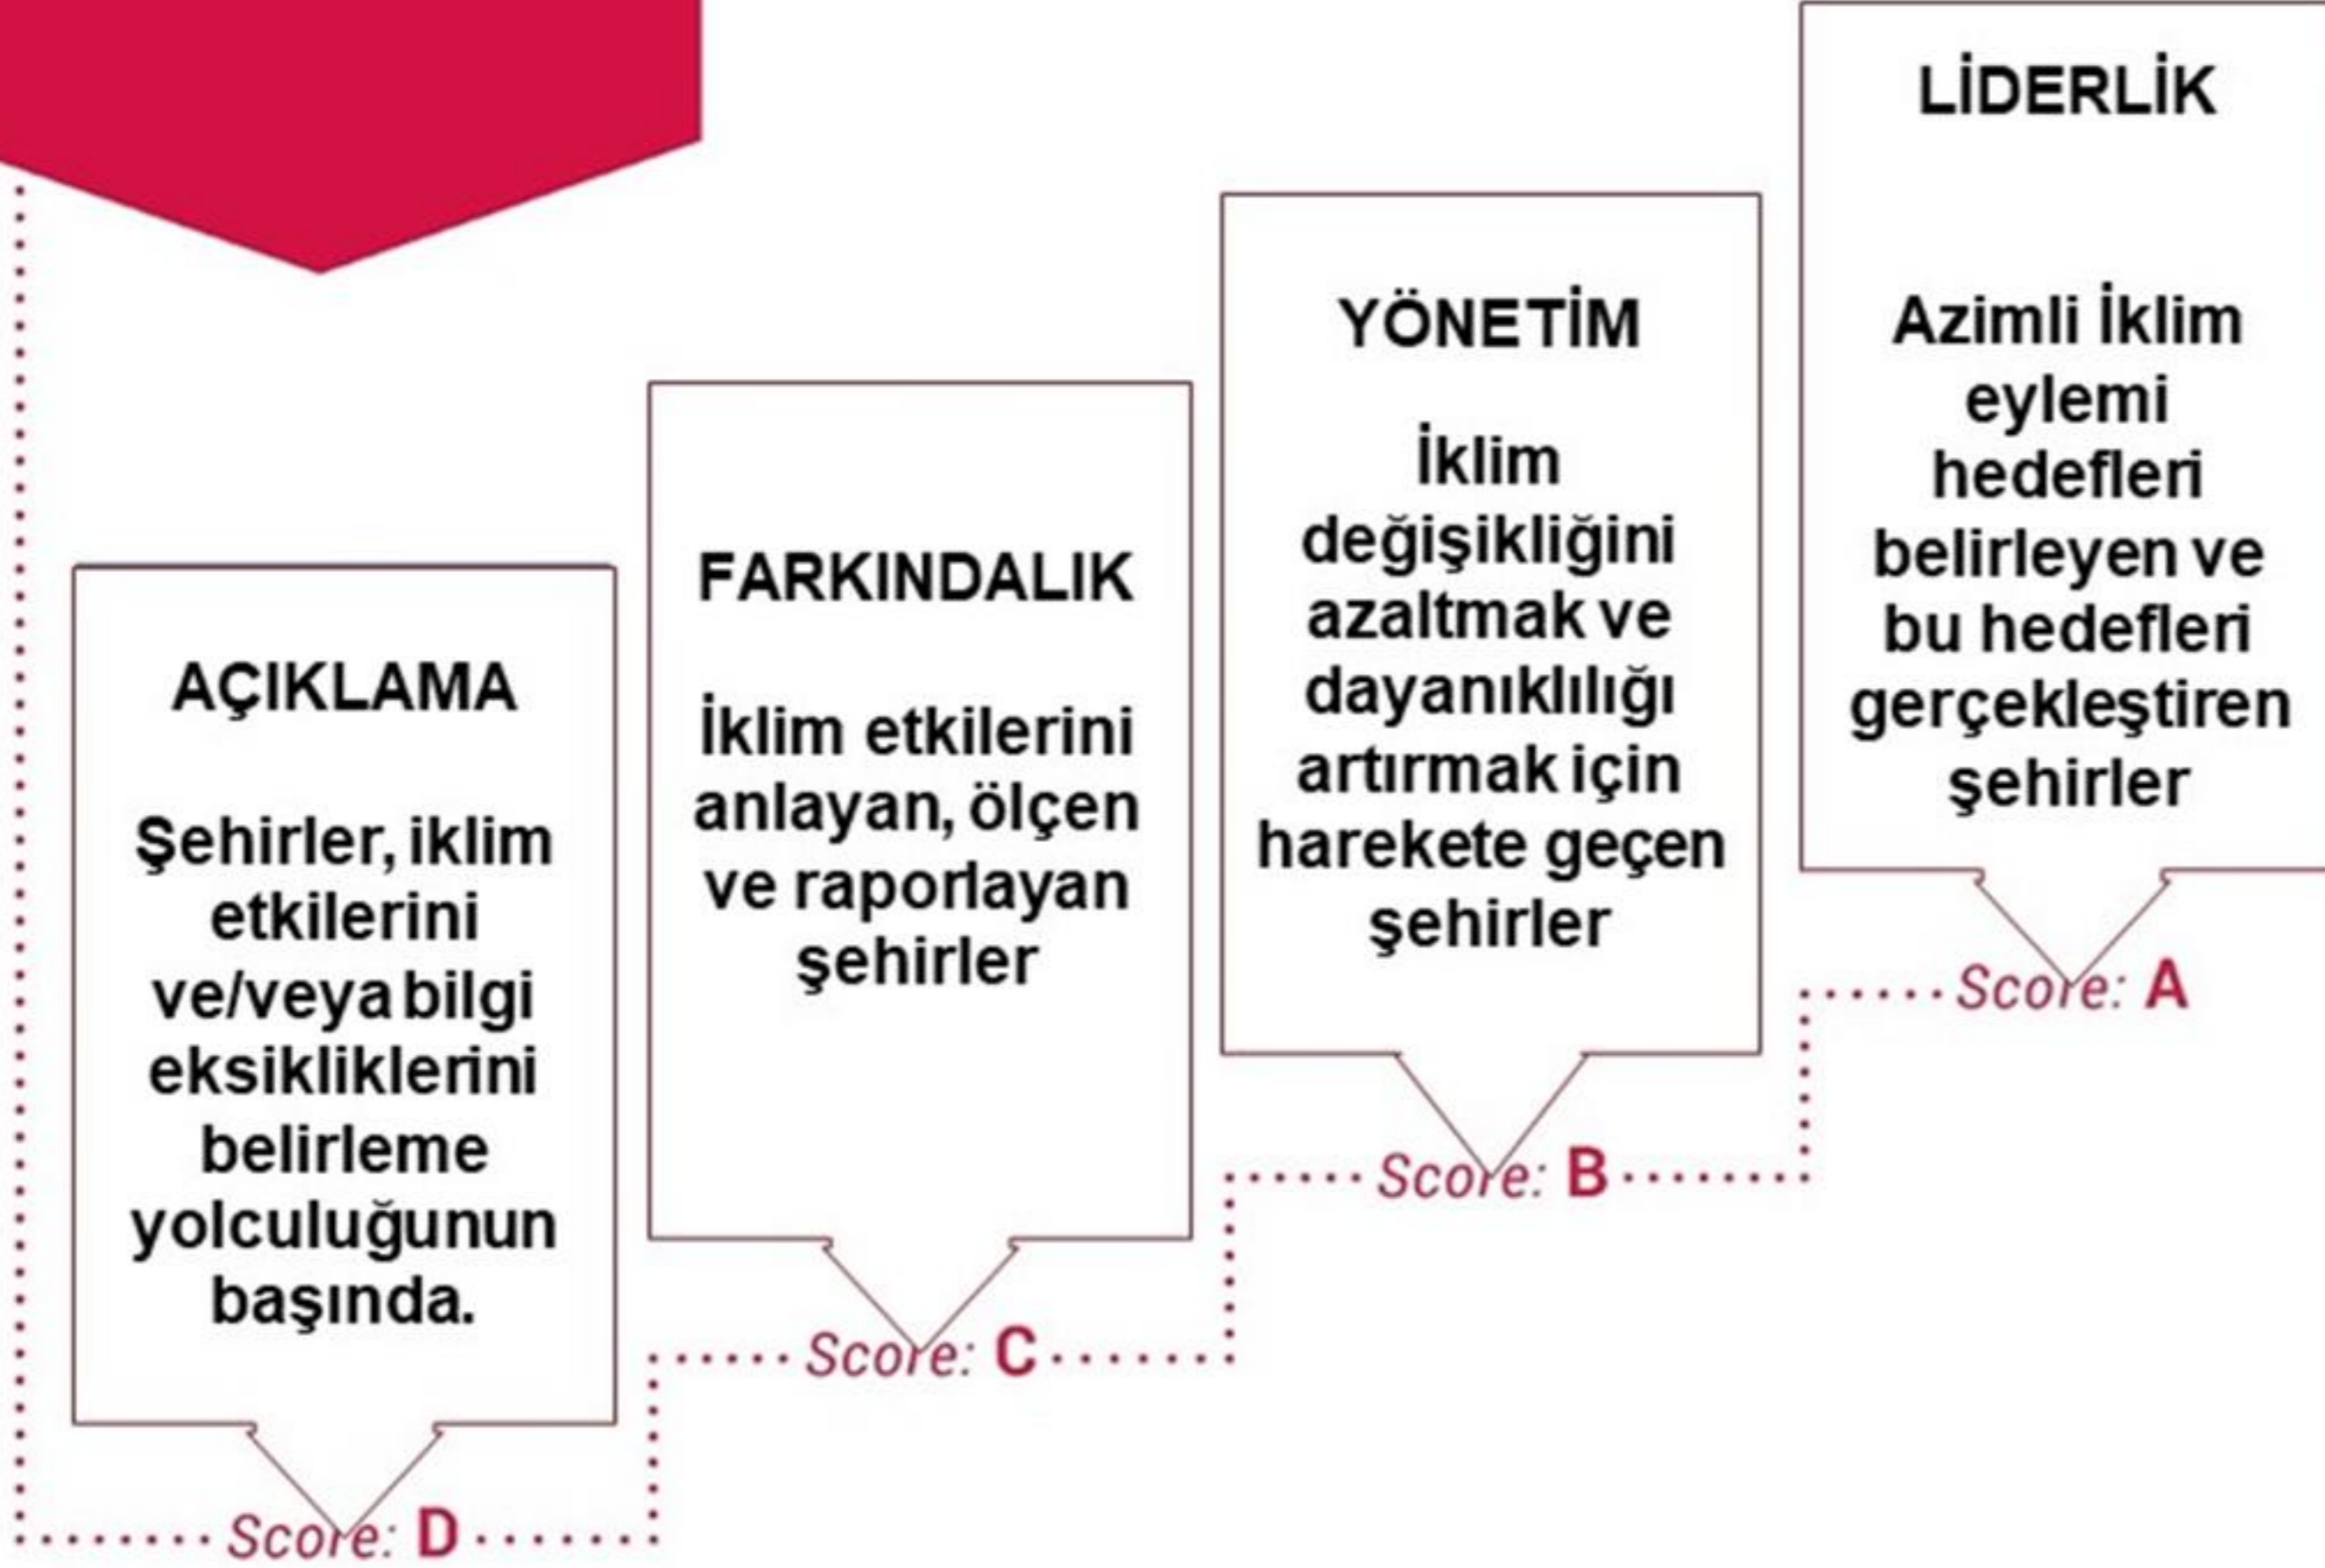 AÇIKLAMA
Şehirler, iklim
etkilerini
ve/veya bilgi
eksikliklerini
belirleme
yolculuğunun
başında.
Score: D
FARKINDALIK
İklim etkilerini
anlayan, ölçen
ve raporlayan
şehirler
Score: C
YÖNETİM
İklim
değişikliğini
azaltmak ve
dayanıklılığı
artırmak için
harekete geçen
şehirler
Score: B
LİDERLİK
Azimli İklim
eylemi
hedefleri
belirleyen ve
bu hedefleri
gerçekleştiren
şehirler
Score: A